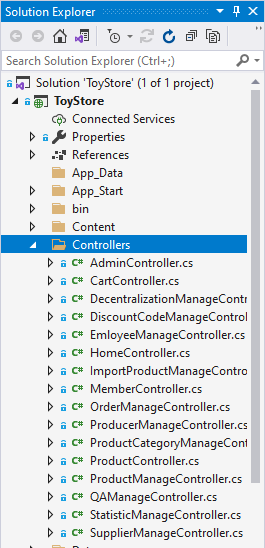 Solution Explorer
Search Solution Explorer (Ctrl+;)
Solution 'ToyStore' (1 of 1 project)
ToyStore
Connected Services
Properties
References
App_Data
App_Start
bin
Content
Controllers
C# AdminController.cs
C# CartController.cs
C# DecentralizationManageContr
C# DiscountCodeManageControl
C# EmloyeeManageController.cs
C# HomeController.cs
C# ImportProductManageContro
C# MemberController.cs
C# OrderManageController.cs
C# ProducerManageController.cs
C# ProductCategoryManageCont
C# ProductController.cs
C# ProductManageController.cs
C# QAManageController.cs
C# StatisticManageController.cs
C# SupplierManageController.cs